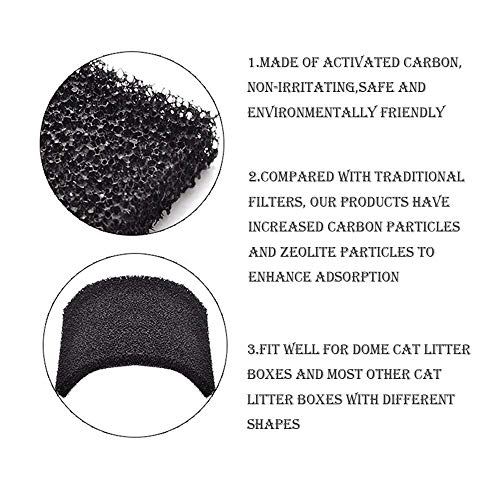 1.MADE OF ACTIVATED CARBON,
NON-IRRITATING,SAFE AND
ENVIRONMENTALLY FRIENDLY
2.COMPARED WITH TRADITIONAL
FILTERS, OUR PRODUCTS HAVE
INCREASED CARBON PARTICLES
AND ZEOLITE PARTICLES TO
ENHANCE ADSORPTION
3.FIT WELL FOR DOME CAT LITTER
BOXES AND MOST OTHER CAT
LITTER BOXES WITH DIFFERENT
SHAPES